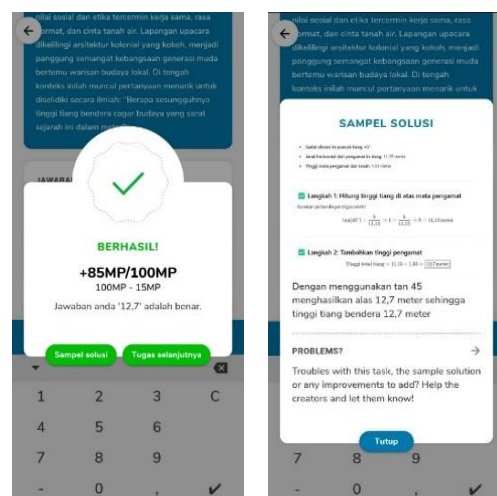 nilai sosial dan etika tercermin kerja sama, rasa
hormat, dan cinta tanah air. Lapangan upacara
dikelilingi arsitektur kolonial yang kokoh, menjadi
panggung semangat kebangsaan generasi muda
bertemu warisan budaya lokal. Di tengah
konteks inilah muncul pertanyaan menarik untuk
diselidiki secara ilmiah: "Berapa sesungguhnya
tinggi tiang bendera cagar budaya yang sarat
sejarah ini dalam
BERHASIL!
+85MP/100MP
100MP - 15MP
Jawaban anda '12,7' adalah benar.
Sampel solusi
Tugas selanjutnya
1 2 3 C
4 5 6
7 8 9
- 0 , ✔
nilai sosial dan etika tercermin kerja sama, rasa
hormat, dan cinta tanah air. Lapangan upacara
dikelilingi arsitektur kolonial yang kokoh, menjadi
panggung semangat kebangsaan generasi muda
bertemu warisan budaya lokal. Di tengah
konteks inilah muncul pertanyaan menarik untuk
SAMPEL SOLUSI
Langkah 1: Hitung tinggi tiang di atas mata pengamat
Langkah 2: Tambahkan tinggi pengamat
Dengan menggunakan tan 45
menghasilkan alas 12,7 meter sehingga
tinggi tiang bendera 12,7 meter
PROBLEMS?
Troubles with this task, the sample solution
or any improvements to add? Help the
creators and let them know!
Tutup
7 8 9
- 0 , ✔